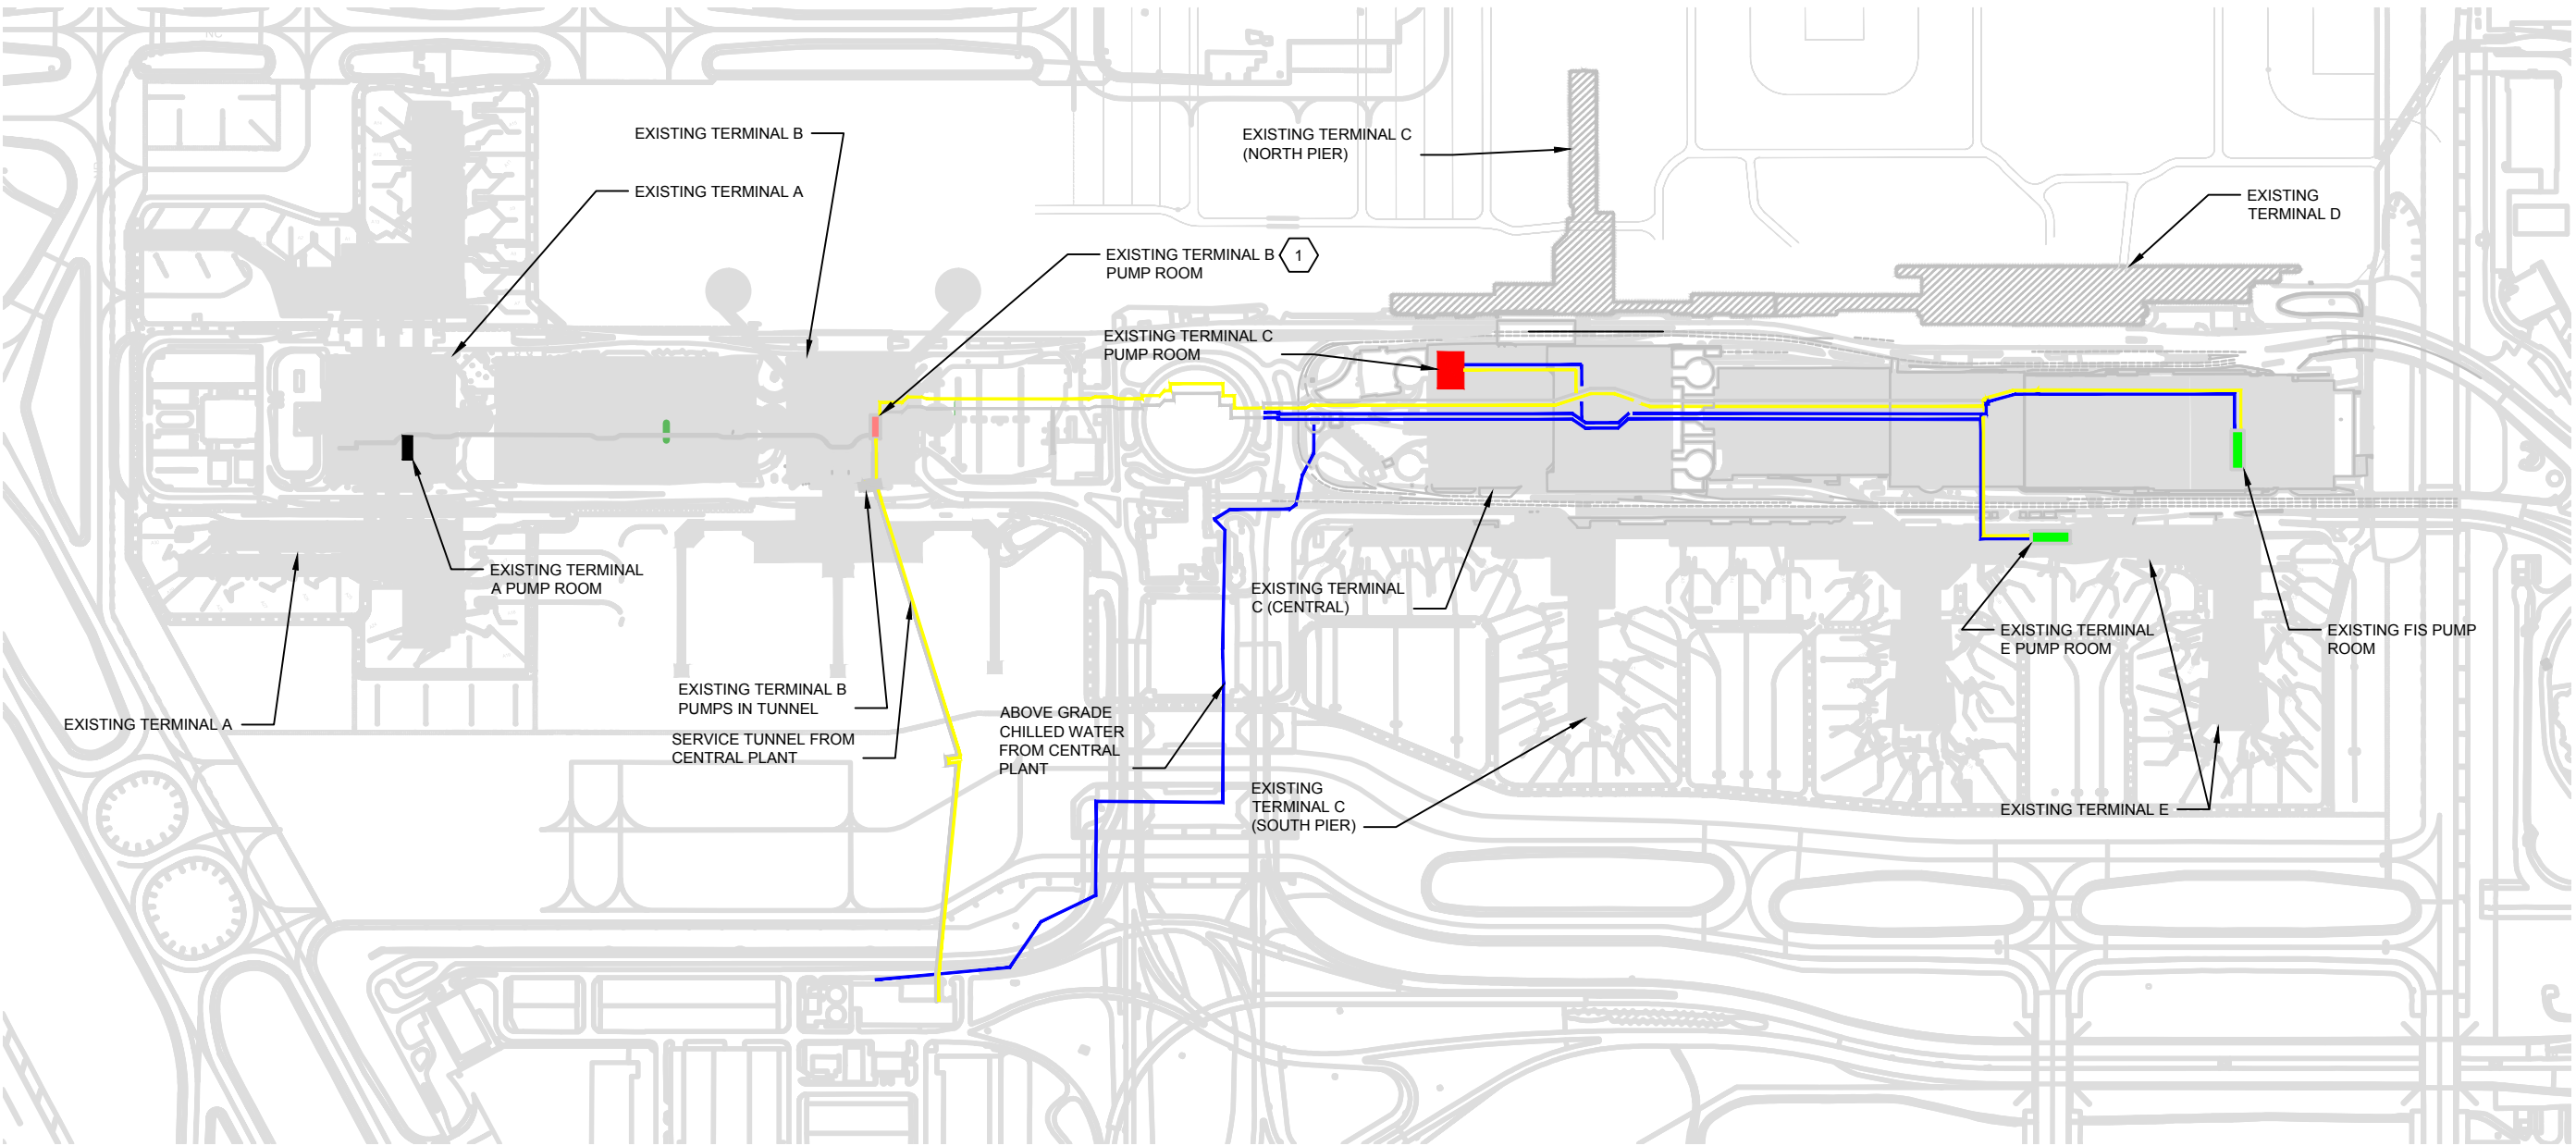 NC
EXISTING TERMINAL B
EXISTING TERMINAL A
EXISTING TERMINAL C
(NORTH PIER)
EXISTING
TERMINAL D
EXISTING TERMINAL B
PUMP ROOM
1
EXISTING TERMINAL C
PUMP ROOM
EXISTING TERMINAL
A PUMP ROOM
EXISTING TERMINAL
C (CENTRAL)
EXISTING TERMINAL
E PUMP ROOM
EXISTING FIS PUMP
ROOM
EXISTING TERMINAL B
PUMPS IN TUNNEL
EXISTING TERMINAL A
SERVICE TUNNEL FROM
CENTRAL PLANT
ABOVE GRADE
CHILLED WATER
FROM CENTRAL
PLANT
EXISTING
TERMINAL C
(SOUTH PIER)
EXISTING TERMINAL E